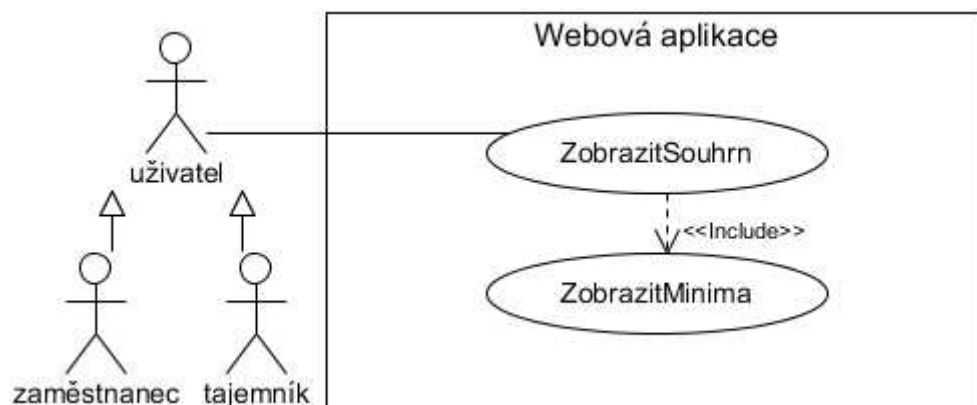 Webová aplikace
uživatel
ZobrazitSouhrn
<<Include>>
ZobrazitMinima
zaměstnanec
tajemník